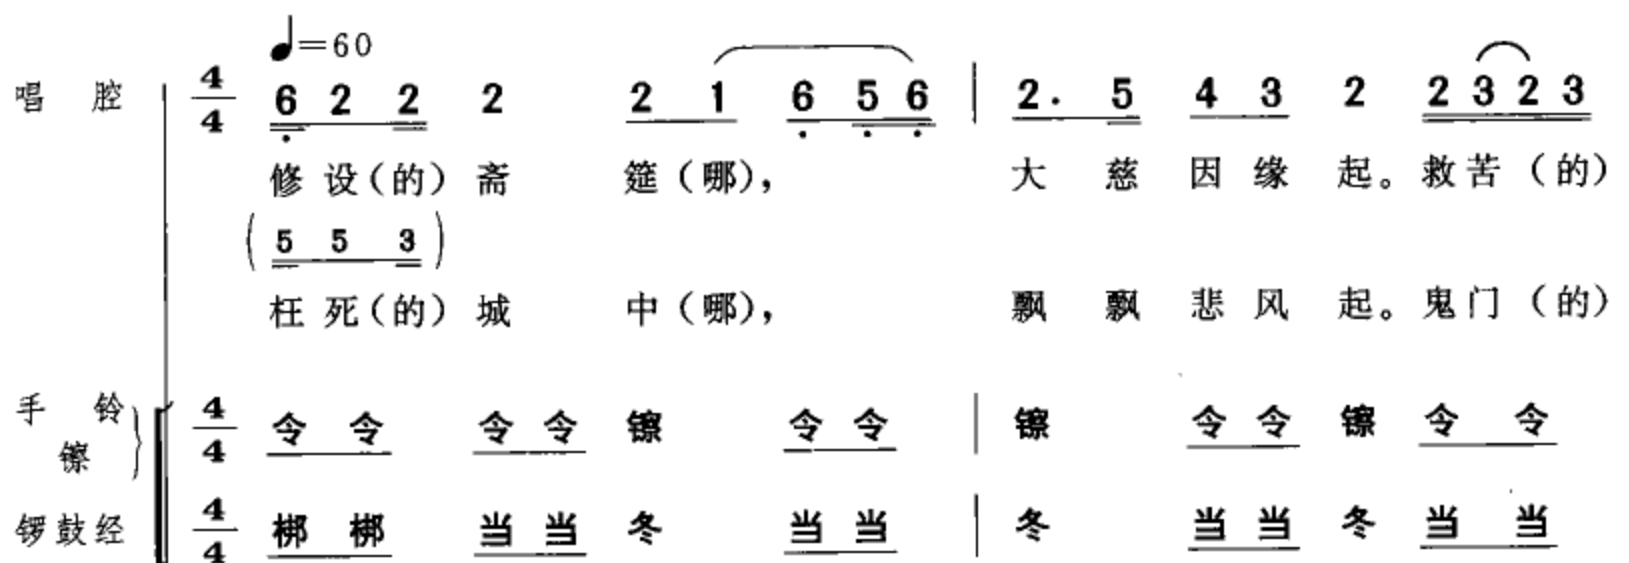 ♩=60
唱腔 4/4 6 2 2 2 2 1 6 5 6 | 2. 5 4 3 2 2 3 2 3
修设(的)斋 筵(哪), 大 慈 因 缘 起。救苦(的)
(5 5 3)
枉死(的)城 中(哪), 飘 飘 悲 风 起。鬼门(的)
手铃 镲 4/4 令 令 令 令 镲 令 令 | 镲 令 令 镲 令 令
锣鼓经 4/4 梆 梆 当 当 冬 当 当 | 冬 当 当 冬 当 当